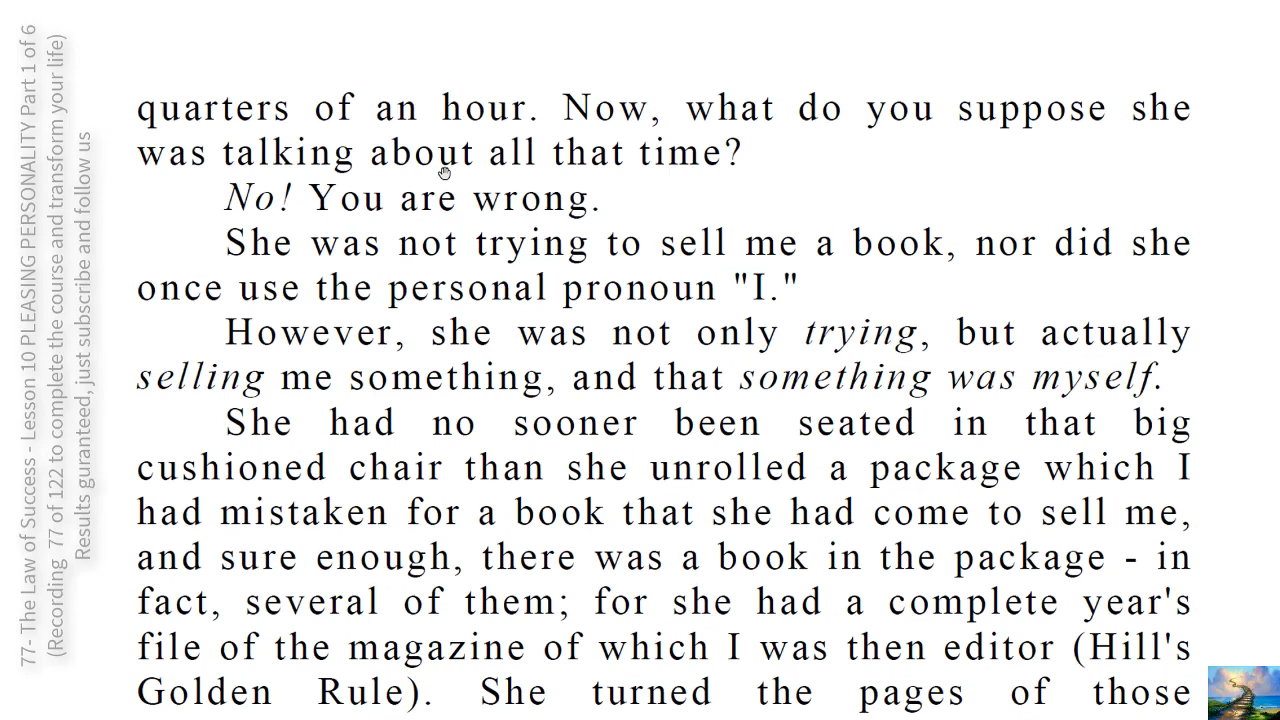 77- The Law of Success - Lesson 10 PLEASING PERSONALITY Part 1 of 6
(Recording 77 of 122 to complete the course and transform your life)
Results guranteed, just subscribe and follow us
quarters of an hour. Now, what do you suppose she
was talking about all that time?
No! You are wrong.
She was not trying to sell me a book, nor did she
once use the personal pronoun "I."
However, she was not only trying, but actually
selling me something, and that something was myself.
She had no sooner been seated in that big
cushioned chair than she unrolled a package which I
had mistaken for a book that she had come to sell me,
and sure enough, there was a book in the package - in
fact, several of them; for she had a complete year's
file of the magazine of which I was then editor (Hill's
Golden Rule). She turned the pages of those